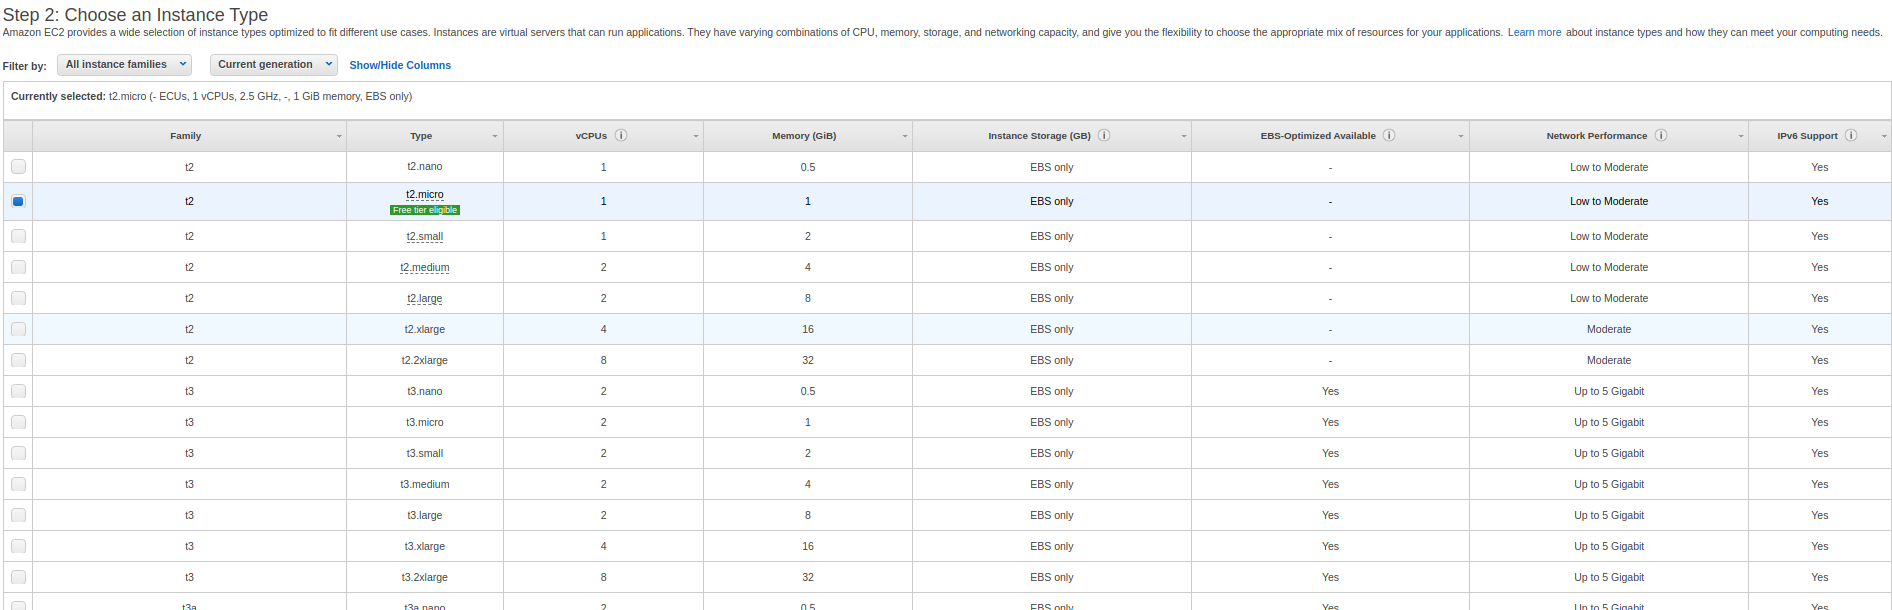 Step 2: Choose an Instance Type
Amazon EC2 provides a wide selection of instance types optimized to fit different use cases. Instances are virtual servers that can run applications. They have varying combinations of CPU, memory, storage, and networking capacity, and give you the flexibility to choose the appropriate mix of resources for your applications. Learn more about instance types and how they can meet your computing needs.
Filter by: All instance families Current generation Show/Hide Columns
Currently selected: t2.micro (- ECUs, 1 vCPUs, 2.5 GHz, -, 1 GiB memory, EBS only)
Family Type vCPUs Memory (GiB) Instance Storage (GB) EBS-Optimized Available Network Performance IPv6 Support
t2 t2.nano 1 0.5 EBS only - Low to Moderate Yes
t2 t2.micro 1 1 EBS only - Low to Moderate Yes
Free tier eligible
t2 t2.small 1 2 EBS only - Low to Moderate Yes
t2 t2.medium 2 4 EBS only - Low to Moderate Yes
t2 t2.large 2 8 EBS only - Low to Moderate Yes
t2 t2.xlarge 4 16 EBS only - Moderate Yes
t2 t2.2xlarge 8 32 EBS only - Moderate Yes
t3 t3.nano 2 0.5 EBS only Yes Up to 5 Gigabit Yes
t3 t3.micro 2 1 EBS only Yes Up to 5 Gigabit Yes
t3 t3.small 2 2 EBS only Yes Up to 5 Gigabit Yes
t3 t3.medium 2 4 EBS only Yes Up to 5 Gigabit Yes
t3 t3.large 2 8 EBS only Yes Up to 5 Gigabit Yes
t3 t3.xlarge 4 16 EBS only Yes Up to 5 Gigabit Yes
t3 t3.2xlarge 8 32 EBS only Yes Up to 5 Gigabit Yes
t3a t3a.nano 2 0.5 EBS only Yes Up to 5 Gigabit Yes